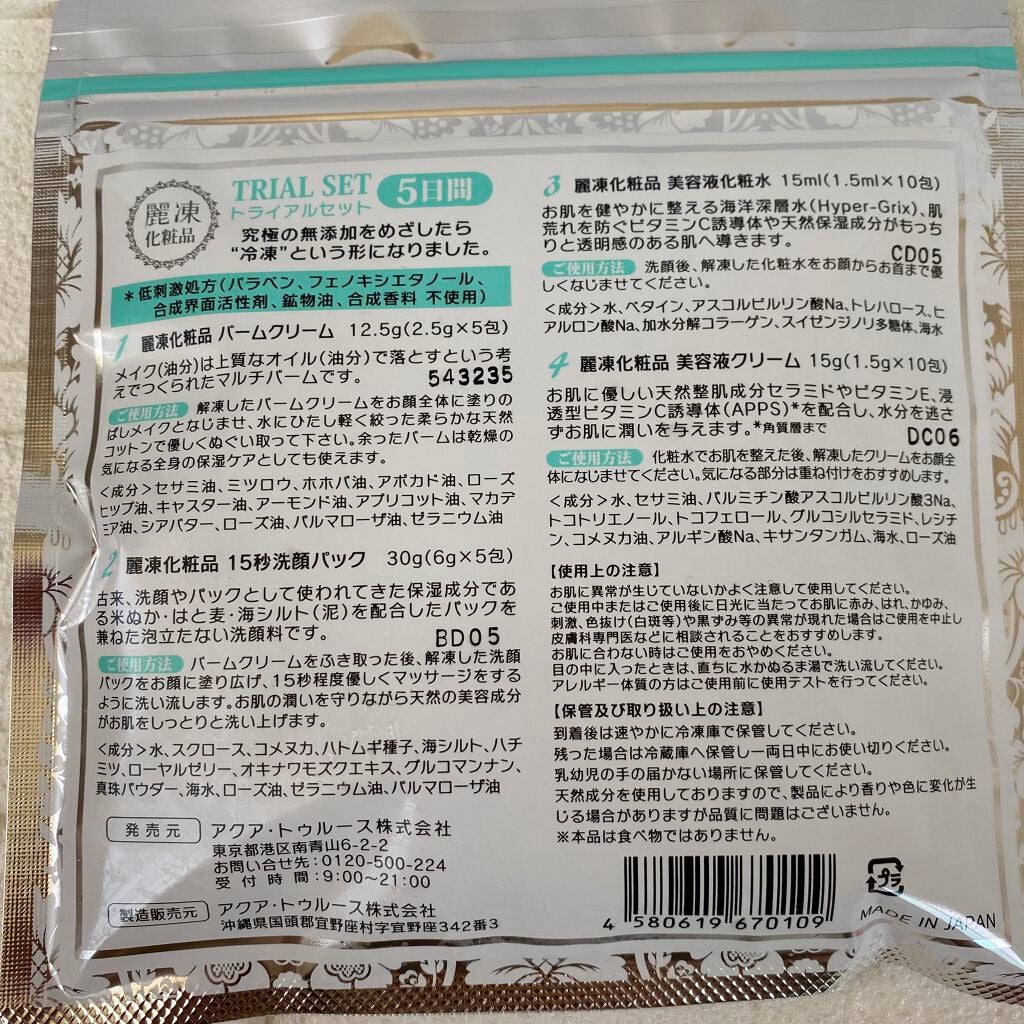 麗凍
化粧品
TRIAL SET
トライアルセット
5日間
究極の無添加をめざしたら
“冷凍”という形になりました。
*低刺激処方(パラベン、フェノキシエタノール、
合成界面活性剤、鉱物油、合成香料 不使用)
1 麗凍化粧品 バームクリーム 12.5g(2.5g×5包)
メイク(油分)は上質なオイル(油分)で落とすという考
えでつくられたマルチバームです。 543235
ご使用方法 解凍したバームクリームをお顔全体に塗りの
ばしメイクとなじませ、水にひたし軽く絞った柔らかな天然
コットンで優しくぬぐい取って下さい。余ったバームは乾燥の
気になる全身の保湿ケアとしても使えます。
<成分>セサミ油、ミツロウ、ホホバ油、アボカド油、ローズ
ヒップ油、キャスター油、アーモンド油、アプリコット油、マカデ
ミア油、シアバター、ローズ油、パルマローザ油、ゼラニウム油
2 麗凍化粧品 15秒洗顔パック 30g(6g×5包)
古来、洗顔やパックとして使われてきた保湿成分であ
る米ぬか・はと麦・海シルト(泥)を配合したパックを
兼ねた泡立たない洗顔料です。 BD05
ご使用方法 バームクリームをふき取った後、解凍した洗顔
パックをお顔に塗り広げ、15秒程度優しくマッサージをする
ように洗い流します。お肌の潤いを守りながら天然の美容成分
がお肌をしっとりと洗い上げます。
<成分>水、スクロース、コメヌカ、ハトムギ種子、海シルト、ハチ
ミツ、ローヤルゼリー、オキナワモズクエキス、グルコマンナン、
真珠パウダー、海水、ローズ油、ゼラニウム油、パルマローザ油
発売元 アクア・トゥルース株式会社
東京都港区南青山6-2-2
お問い合せ先:0120-500-224
受付時間:9:00〜21:00
製造販売元 アクア・トゥルース株式会社
沖縄県国頭郡宜野座村字宜野座942番3
3 麗凍化粧品 美容液化粧水 15ml(1.5ml×10包)
お肌を健やかに整える海洋深層水(Hyper-Grix)、肌
荒れを防ぐビタミンC誘導体や天然保湿成分がもっち
りと透明感のある肌へ導きます。 CD05
ご使用方法 洗顔後、解凍した化粧水をお顔からお首まで優
しくなじませてください。
<成分>水、ベタイン、アスコルビルリン酸Na、トレハロース、ヒ
アルロン酸Na、加水分解コラーゲン、スイゼンジノリ多糖体、海水
4 麗凍化粧品 美容液クリーム 15g(1.5g×10包)
お肌に優しい天然整肌成分セラミドやビタミンE、浸
透型ビタミンC誘導体(APPS)*を配合し、水分を逃さ
ずお肌に潤いを与えます。*角質層まで DC06
ご使用方法 化粧水でお肌を整えた後、解凍したクリームをお顔全
体になじませてください。気になる部分は重ね付けをおすすめします。
<成分>水、セサミ油、パルミチン酸アスコルビルリン酸3Na、
トコトリエノール、トコフェロール、グルコシルセラミド、レシチ
ン、コメヌカ油、アルギン酸Na、キサンタンガム、海水、ローズ油
【使用上の注意】
お肌に異常が生じていないかよく注意して使用してください。
ご使用中またはご使用後に日光に当たってお肌に赤み、はれ、かゆみ、
刺激、色抜け(白斑等)や黒ずみ等の異常が現れた場合はご使用を中止し
皮膚科専門医などに相談されることをおすすめします。
お肌に合わない時はご使用をおやめください。
目の中に入ったときは、直ちに水かぬるま湯で洗い流してください。
アレルギー体質の方はご使用前に使用テストを行ってください。
【保管及び取り扱い上の注意】
到着後は速やかに冷凍庫で保管してください。
残った場合は冷蔵庫へ保管し一両日中にお使い切りください。
乳幼児の手の届かない場所に保管してください。
天然成分を使用しておりますので、製品により香りや色に変化が生
じる場合がありますが品質に問題はございません。
※本品は食べ物ではありません。
4 580619 670109
プラ
MADE IN JAPAN